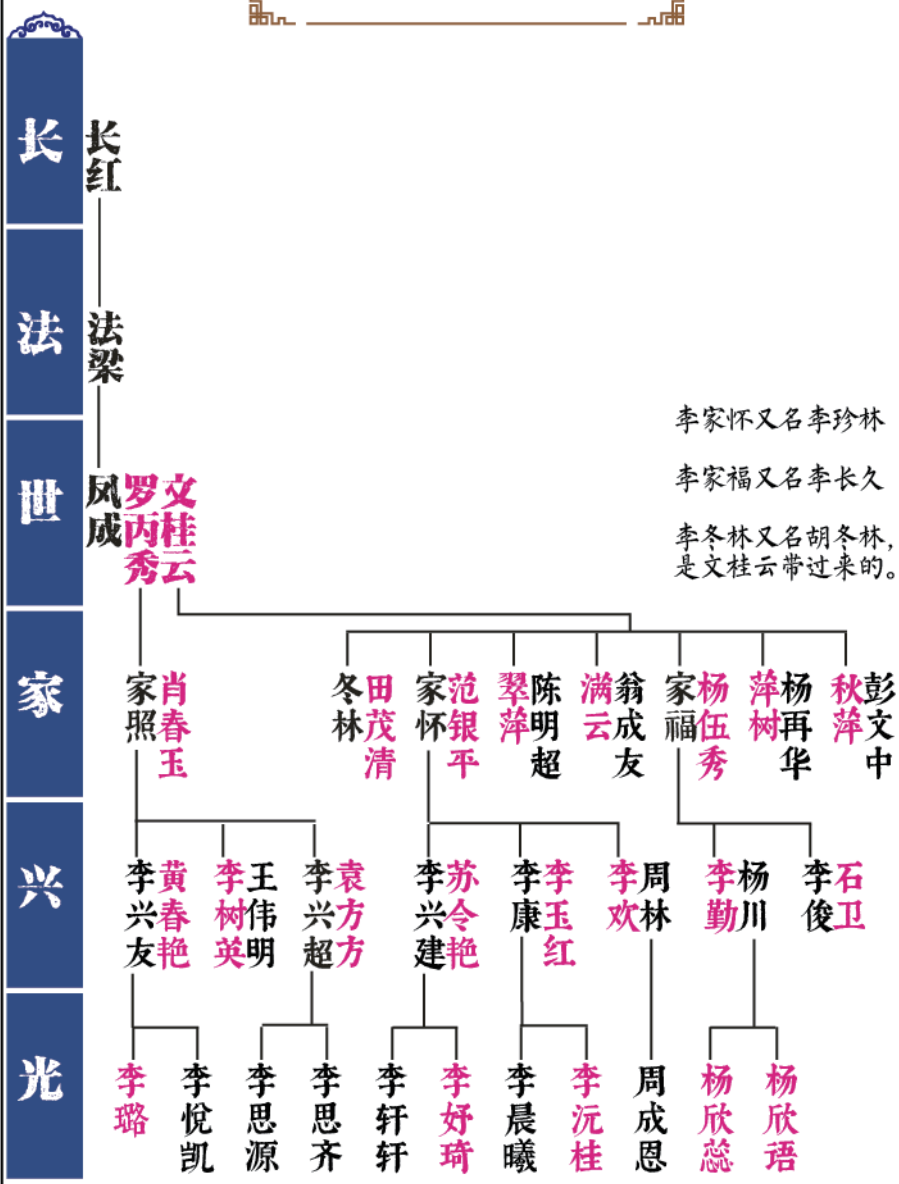 长
长红
法
法梁
世
凤成
罗丙秀
文桂云
李家怀又名李珍林
李家福又名李长久
李冬林又名胡冬林，
是文桂云带过来的。
家
家照
肖春玉
冬林
田茂清
家怀
范银平
翠萍
陈明超
满云
翁成友
家福
杨伍秀
萍树
杨再华
秋萍
彭文中
兴
李兴友
黄春艳
李树英
王伟明
李兴超
袁方方
李兴建
苏令艳
李康
李玉红
李欢
周林
李勤
杨川
李俊
石卫
光
李璐
李悦凯
李思源
李思齐
李轩轩
李好琦
李晨曦
李沅桂
周成恩
杨欣蕊
杨欣语